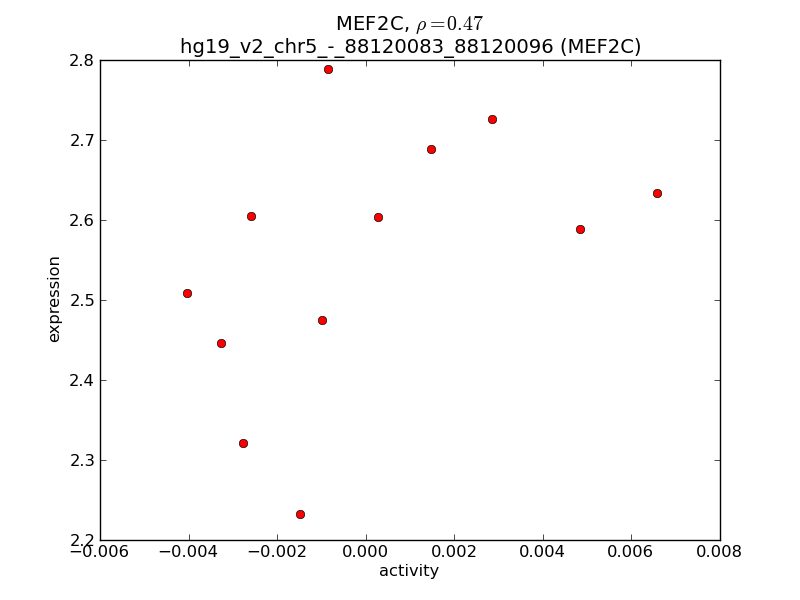 MEF2C, ρ=0.47
hg19_v2_chr5_-_88120083_88120096 (MEF2C)
2.8
2.7
2.6
2.5
2.4
2.3
2.2
expression
−0.006 −0.004 −0.002 0.000 0.002 0.004 0.006 0.008
activity